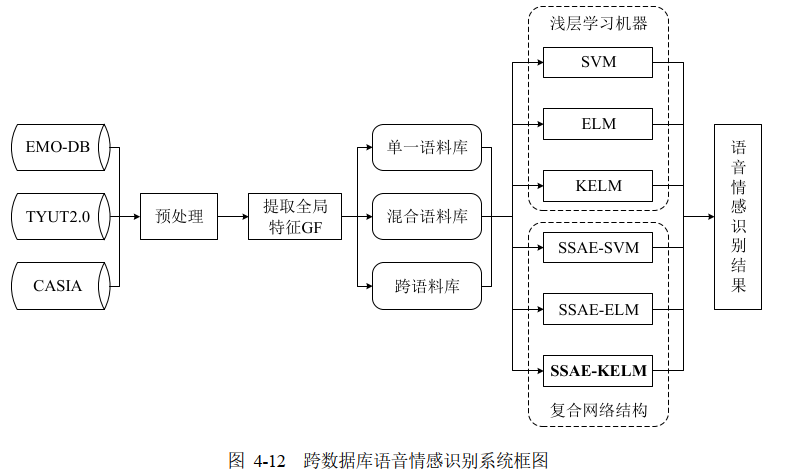 EMO-DB
TYUT2.0
CASIA
预处理
提取全局
特征GF
单一语料库
混合语料库
跨语料库
浅层学习机器
SVM
ELM
KELM
SSAE-SVM
SSAE-ELM
SSAE-KELM
复合网络结构
语
音
情
感
识
别
结
果
图 4-12 跨数据库语音情感识别系统框图